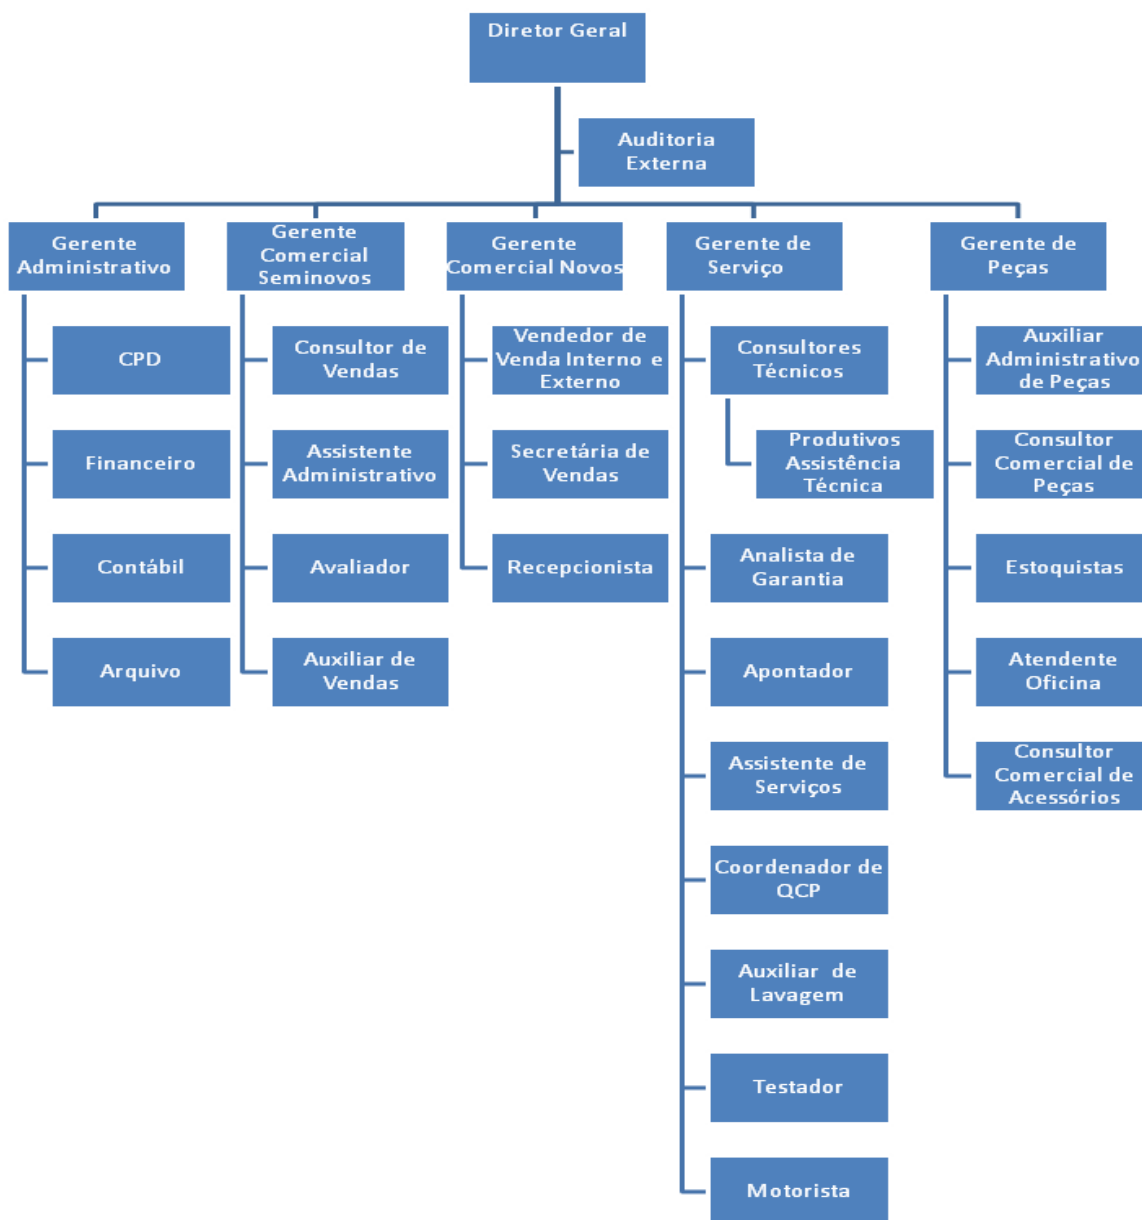 Diretor Geral
Auditoria
Externa
Gerente
Administrativo
Gerente
Comercial
Seminovos
Gerente
Comercial Novos
Gerente de
Serviço
Gerente de
Peças
CPD
Financeiro
Contábil
Arquivo
Consultor de
Vendas
Assistente
Administrativo
Avaliador
Auxiliar de
Vendas
Vendedor de
Venda Interno e
Externo
Secretária de
Vendas
Recepcionista
Consultores
Técnicos
Produtivos
Assistência
Técnica
Analista de
Garantia
Apontador
Assistente de
Serviços
Coordenador de
QCP
Auxiliar de
Lavagem
Testador
Motorista
Auxiliar
Administrativo
de Peças
Consultor
Comercial de
Peças
Estoquistas
Atendente
Oficina
Consultor
Comercial de
Acessórios